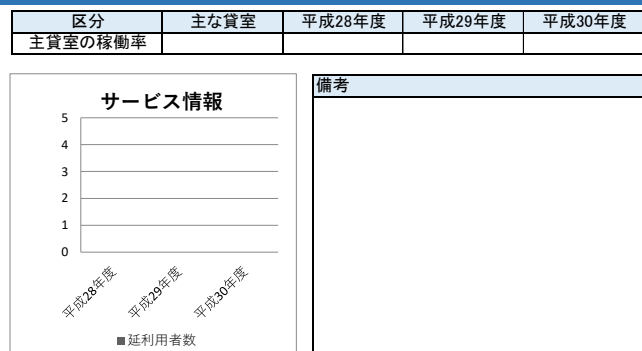 区分 主な貸室 平成28年度 平成29年度 平成30年度
主貸室の稼働率
サービス情報
5
4
3
2
1
0
平成28年度 平成29年度 平成30年度
■延利用者数
備考